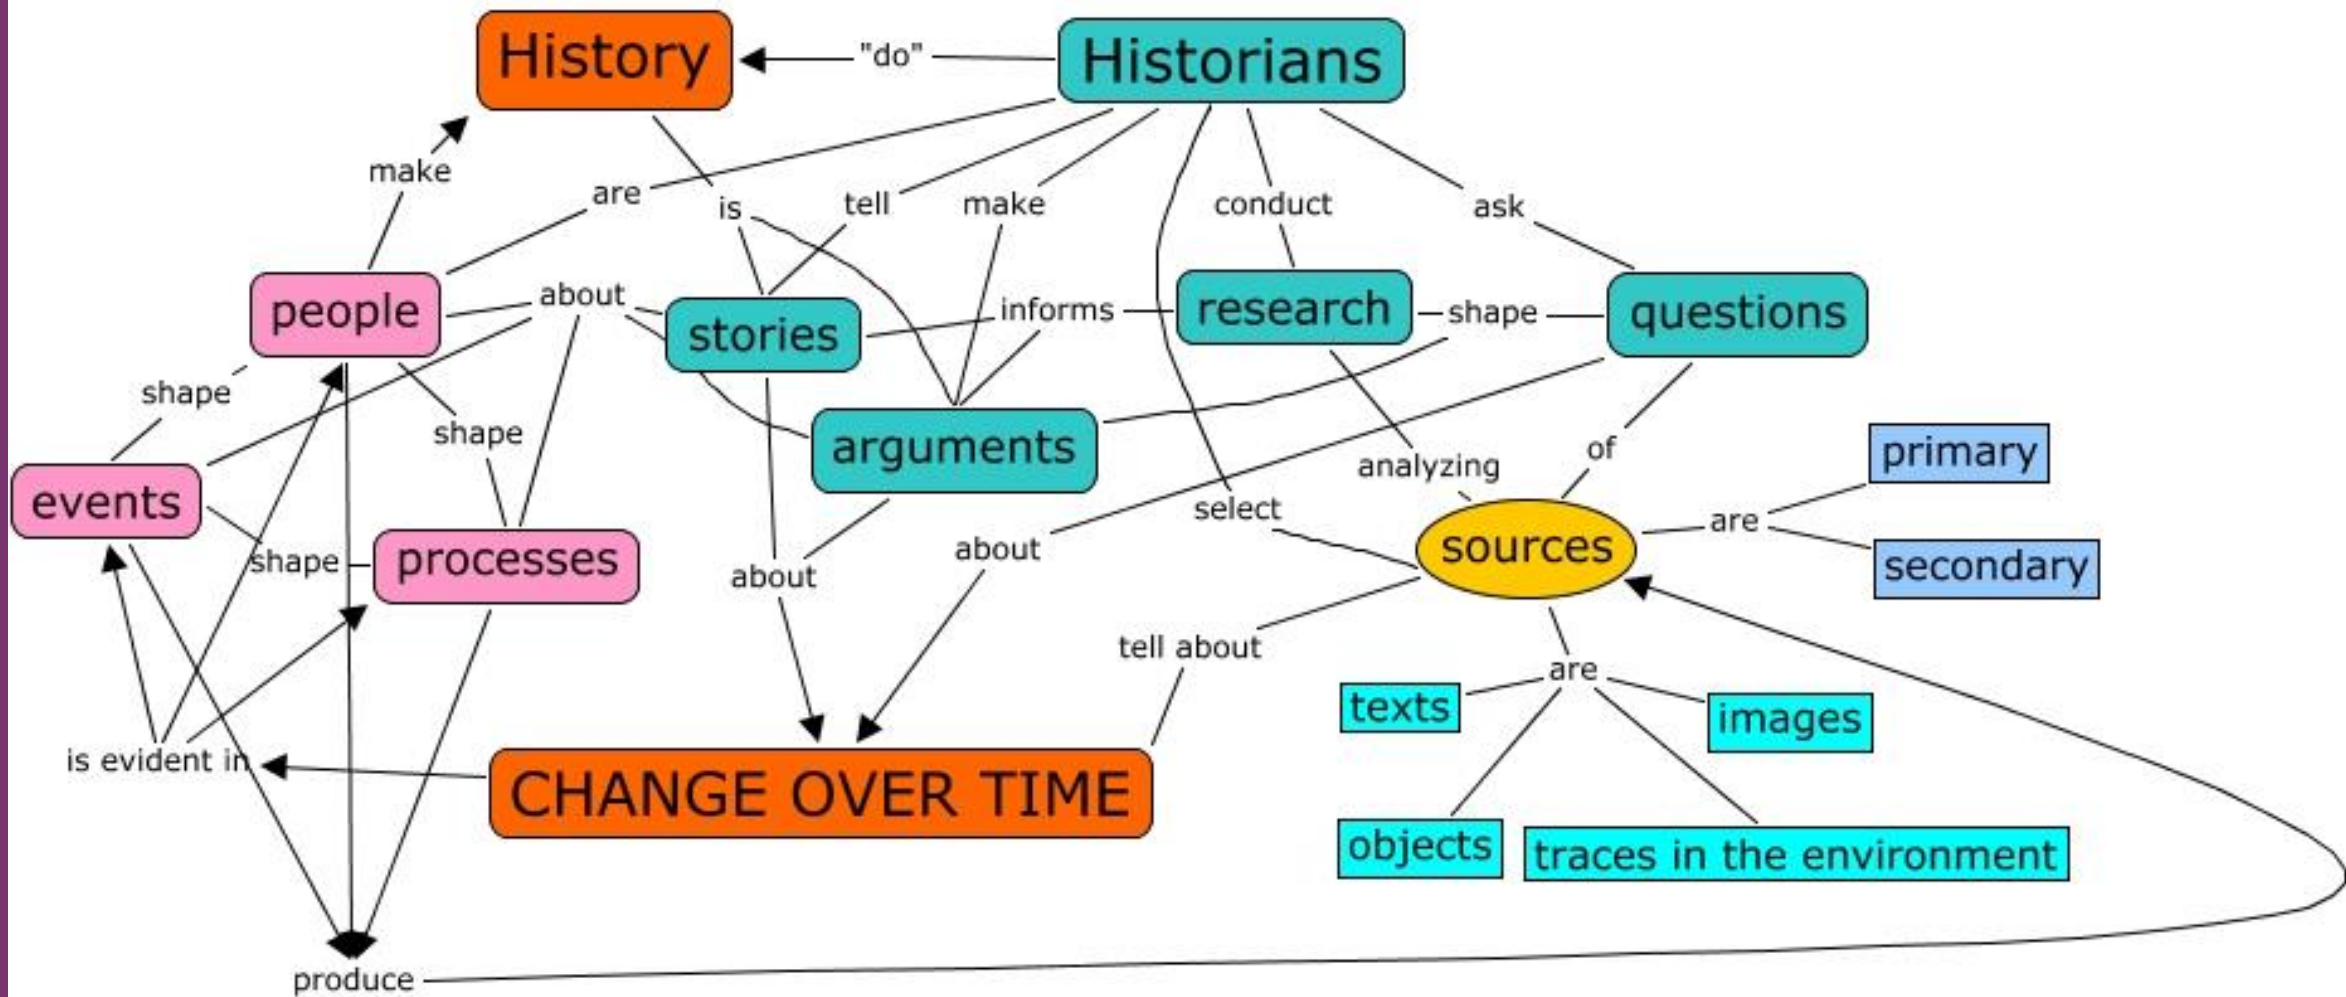 History
"do"
Historians
make
are
is
tell
make
conduct
ask
people
about
stories
informs
research
shape
questions
shape
shape
arguments
analyzing
of
primary
events
select
are
shape
processes
about
about
sources
secondary
tell about
are
texts
images
is evident in
CHANGE OVER TIME
objects
traces in the environment
produce